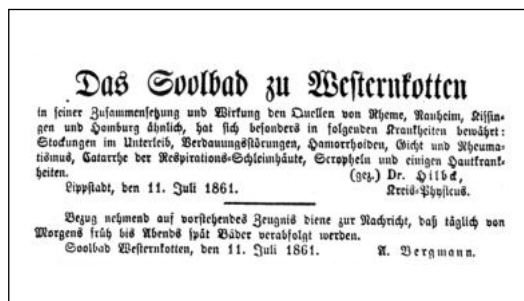 Das Soolbad zu Westernkotten
in seiner Zusammensetzung und Wirkung den Quellen von Rheme, Nauheim, Kissin-
gen und Homburg ähnlich, hat sich besonders in folgenden Krankheiten bewährt:
Stockungen im Unterleib, Verdauungsstörungen, Hämorrhoiden, Gicht und Rheuma-
tismus, Catarrhe der Respirations-Schleimhäute, Scropheln und einigen Hautkrank-
heiten. (gez.) Dr. Hilbck,
Lippstadt, den 11. Juli 1861. Kreis-Physicus.
Bezug nehmend auf vorstehendes Zeugnis diene zur Nachricht, daß täglich von
Morgens früh bis Abends spät Bäder verabfolgt werden.
Soolbad Westernkotten, den 11. Juli 1861. A. Bergmann.